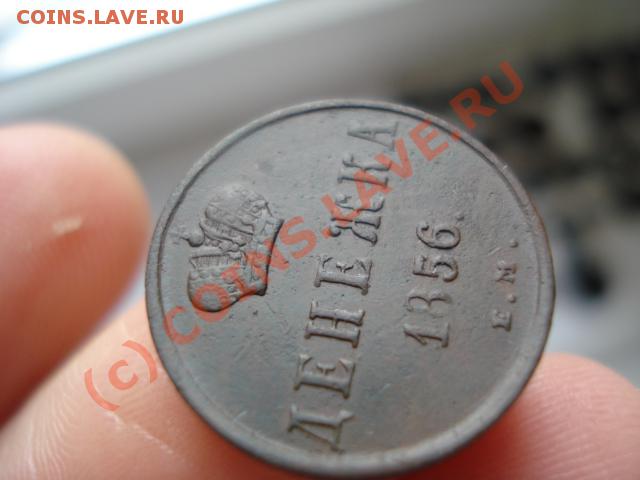 COINS.LAVE.RU
(c) COINS.LAVE.RU
ДЕНЕЖКА
1856.
Е.М.